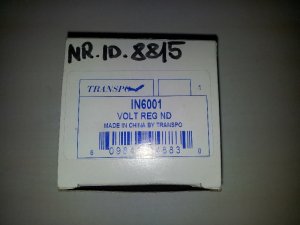 NR.ID.8815
TRANSPO
1
IN6001
VOLT REG ND
MADE IN CHINA BY TRANSPO